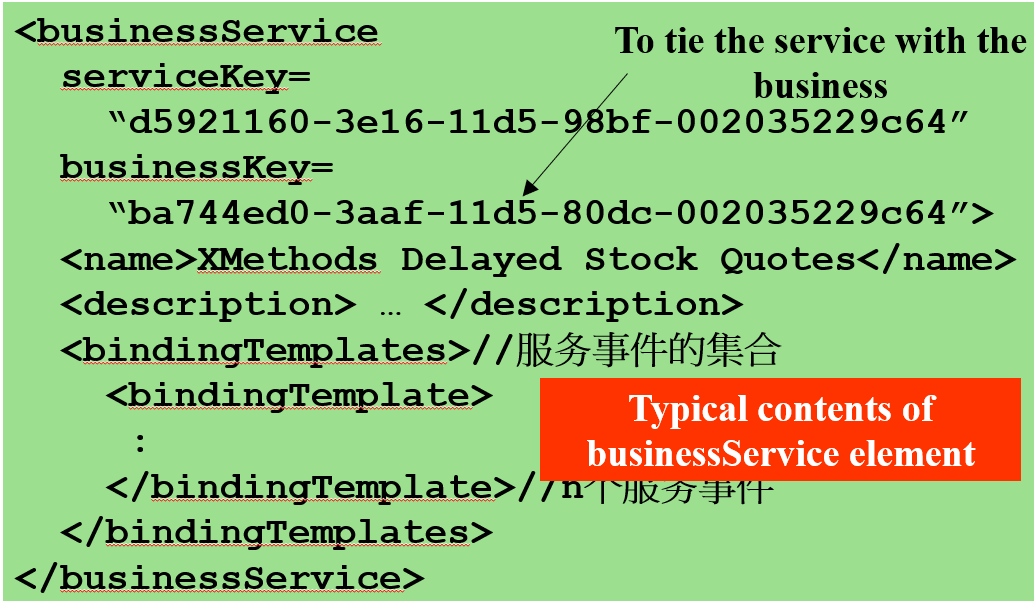 <businessService
To tie the service with the
business
serviceKey=
“d5921160-3e16-11d5-98bf-002035229c64”
businessKey=
“ba744ed0-3aaf-11d5-80dc-002035229c64”>
<name>XMethods Delayed Stock Quotes</name>
<description> … </description>
<bindingTemplates>//服务事件的集合
<bindingTemplate>
:
Typical contents of
businessService element
</bindingTemplate>//n个服务事件
</bindingTemplates>
</businessService>